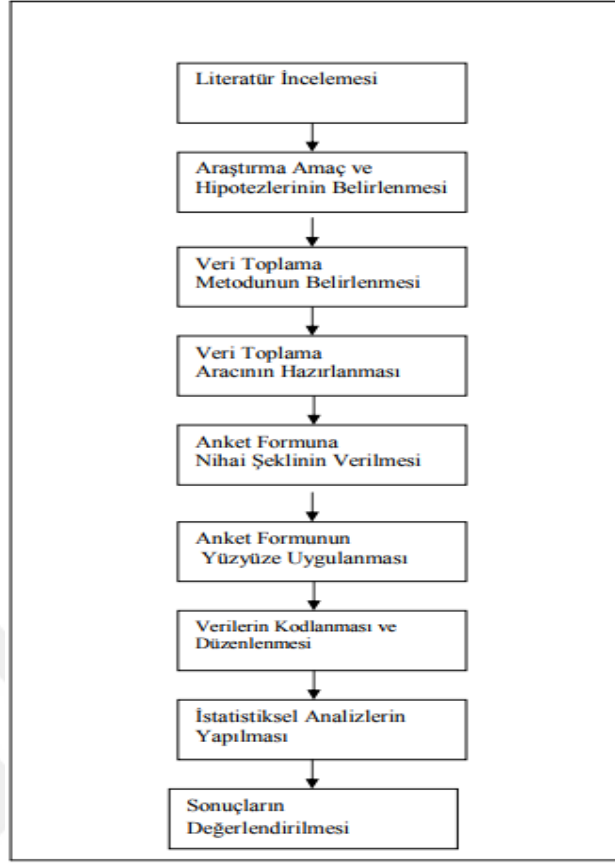 Literatür İncelemesi
Araştırma Amaç ve
Hipotezlerinin Belirlenmesi
Veri Toplama
Metodunun Belirlenmesi
Veri Toplama
Aracının Hazırlanması
Anket Formuna
Nihai Şeklinin Verilmesi
Anket Formunun
Yüzyüze Uygulanması
Verilerin Kodlanması ve
Düzenlenmesi
İstatistiksel Analizlerin
Yapılması
Sonuçların
Değerlendirilmesi